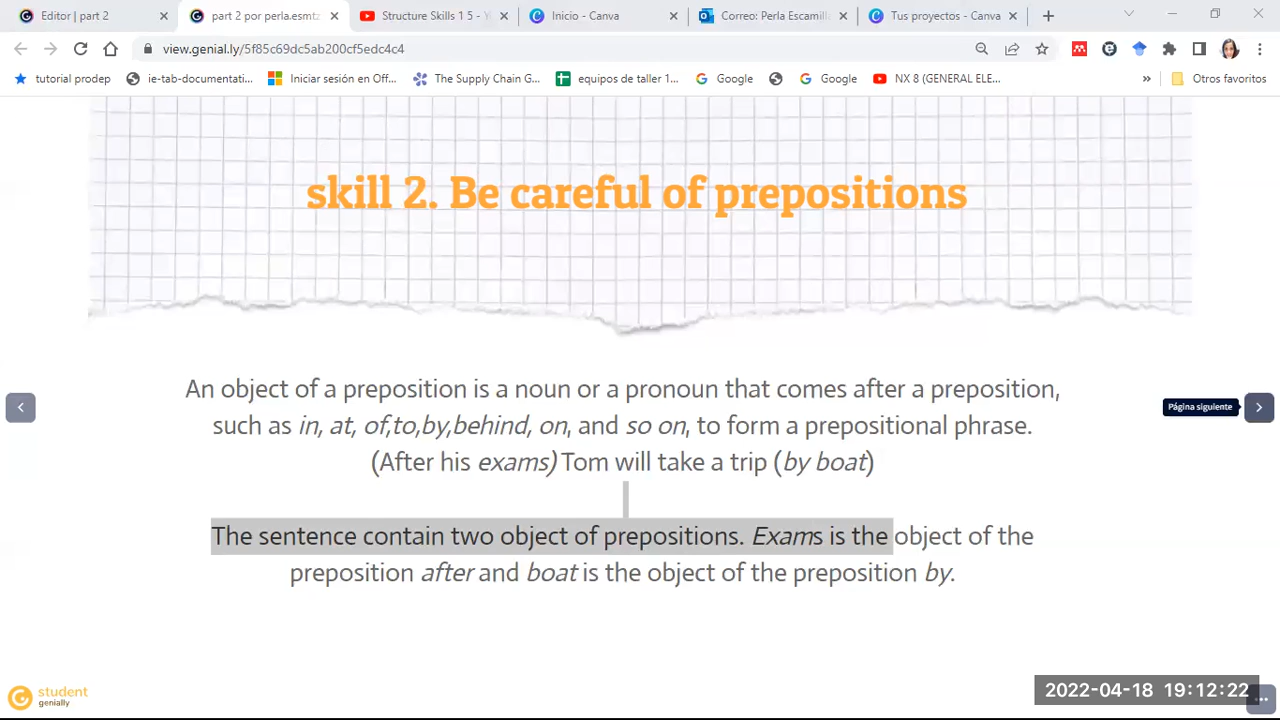 Editor | part 2
part 2 por perla.esmta
Structure Skills 1 5 - Y
Inicio - Canva
Correo: Perla Escamill
Tus proyectos - Canva
view.genial.ly/5f85c69dc5ab200cf5edc4c4
tutorial prodep
ie-tab-documentati...
Iniciar sesión en Off...
The Supply Chain G...
equipos de taller 1...
Google
Google
NX 8 (GENERAL ELE...
»
Otros favoritos
skill 2. Be careful of prepositions
An object of a preposition is a noun or a pronoun that comes after a preposition,
such as in, at, of,to,by,behind, on, and so on, to form a prepositional phrase.
(After his exams) Tom will take a trip (by boat)
Página siguiente
The sentence contain two object of prepositions. Exams is the object of the
preposition after and boat is the object of the preposition by.
student
genially
2022-04-18 19:12:22